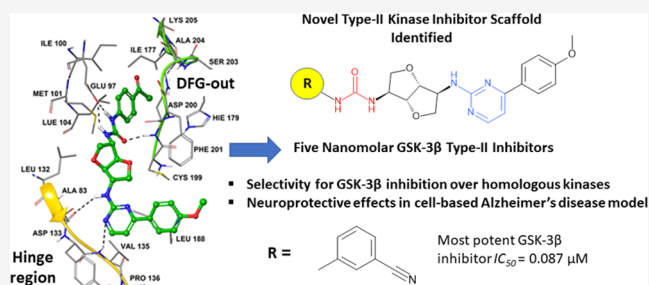 LYS 205
ILE 100
ILE 177
ALA 204
SER 203
GLU 97
DFG-out
MET 101
ASP 200
LUE 104
HIE 179
PHE 201
CYS 199
LEU 132
ALA 83
ASP 133
VAL 135
LEU 188
Hinge
region
PRO 136
Novel Type-II Kinase Inhibitor Scaffold
Identified
R
O
N
H
N
H
O
O
NH
N
N
O
Five Nanomolar GSK-3β Type-II Inhibitors
▪ Selectivity for GSK-3β inhibition over homologous kinases
▪ Neuroprotective effects in cell-based Alzheimer's disease model
R =
N
Most potent GSK-3β
inhibitor IC50 = 0.087 μM